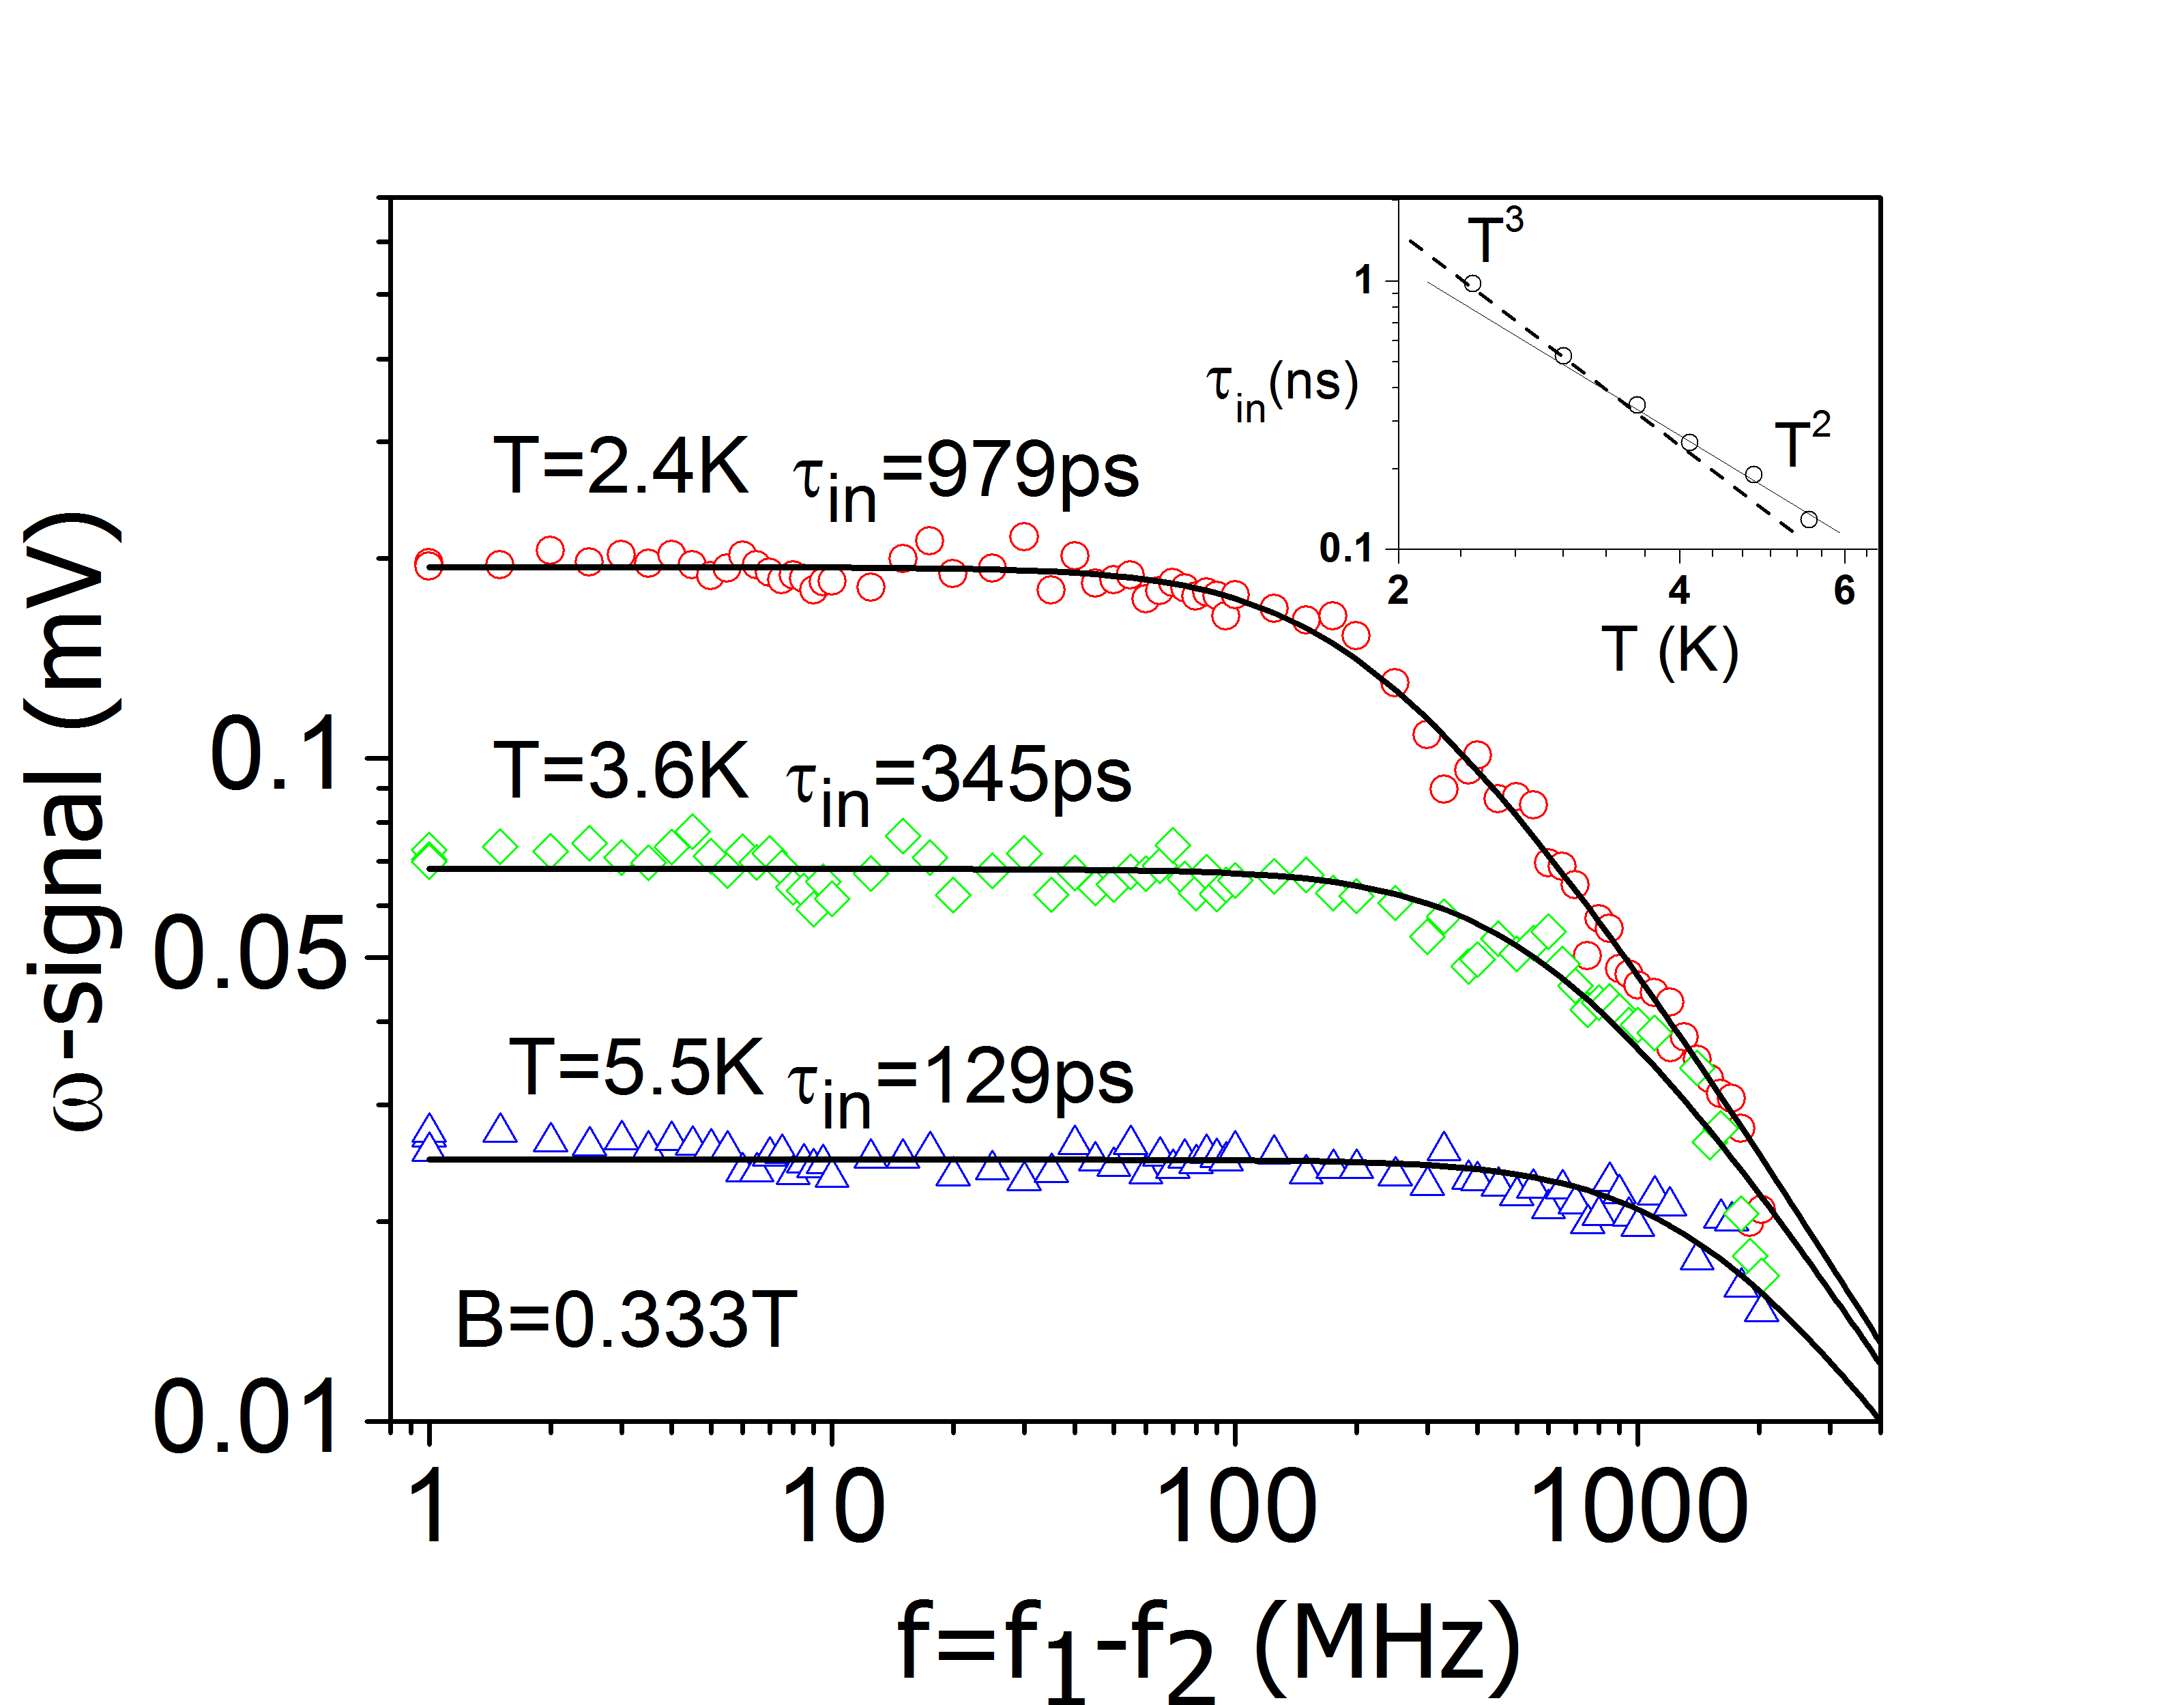 T³
1
τin(ns)
T²
0.1
2 4 6
T (K)
T=2.4K τin=979ps
T=3.6K τin=345ps
T=5.5K τin=129ps
B=0.333T
ω-signal (mV)
0.1
0.05
0.01
1 10 100 1000
f=f1-f2 (MHz)